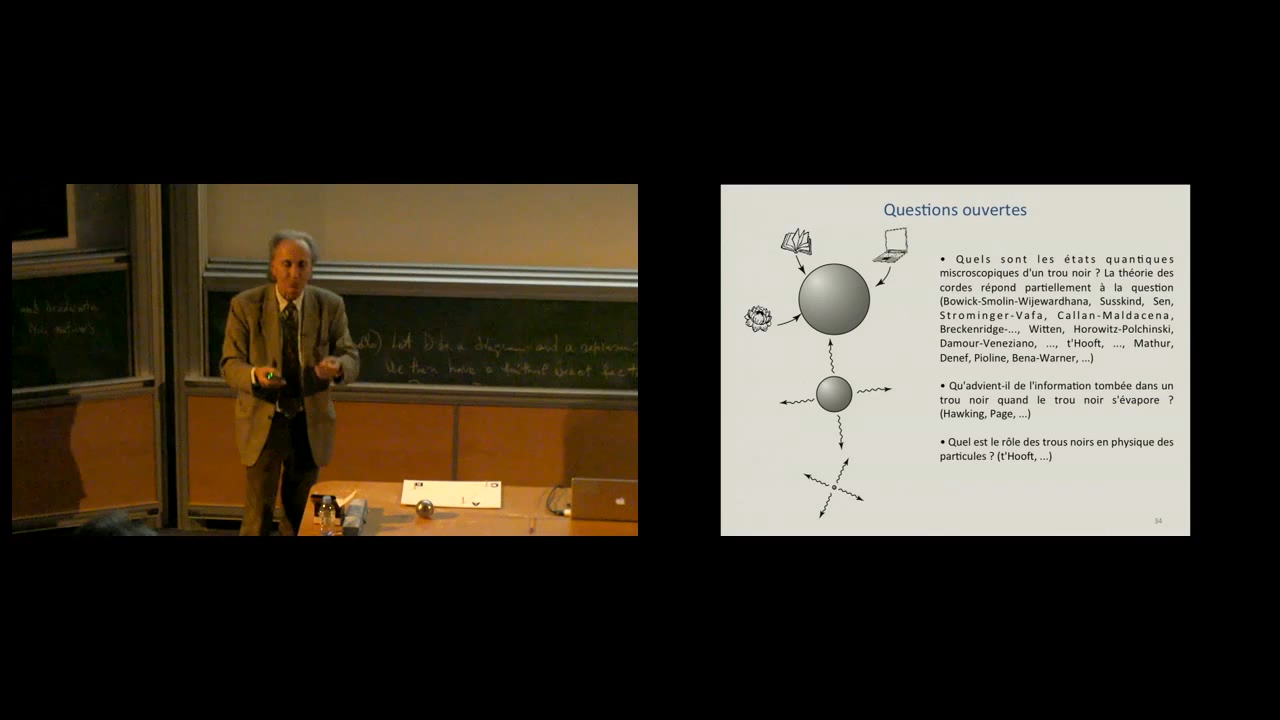 and
Let D be a diagram and a
We then have a faithful exact
Questions ouvertes
• Quels sont les états quantiques
miscroscopiques d'un trou noir ? La théorie des
cordes répond partiellement à la question
(Bowick-Smolin-Wijewardhana, Susskind, Sen,
Strominger-Vafa, Callan-Maldacena,
Breckenridge-..., Witten, Horowitz-Polchinski,
Damour-Veneziano, ..., t'Hooft, ..., Mathur,
Denef, Pioline, Bena-Warner, ...)
• Qu'advient-il de l'information tombée dans un
trou noir quand le trou noir s'évapore ?
(Hawking, Page, ...)
• Quel est le rôle des trous noirs en physique des
particules ? (t'Hooft, ...)
34